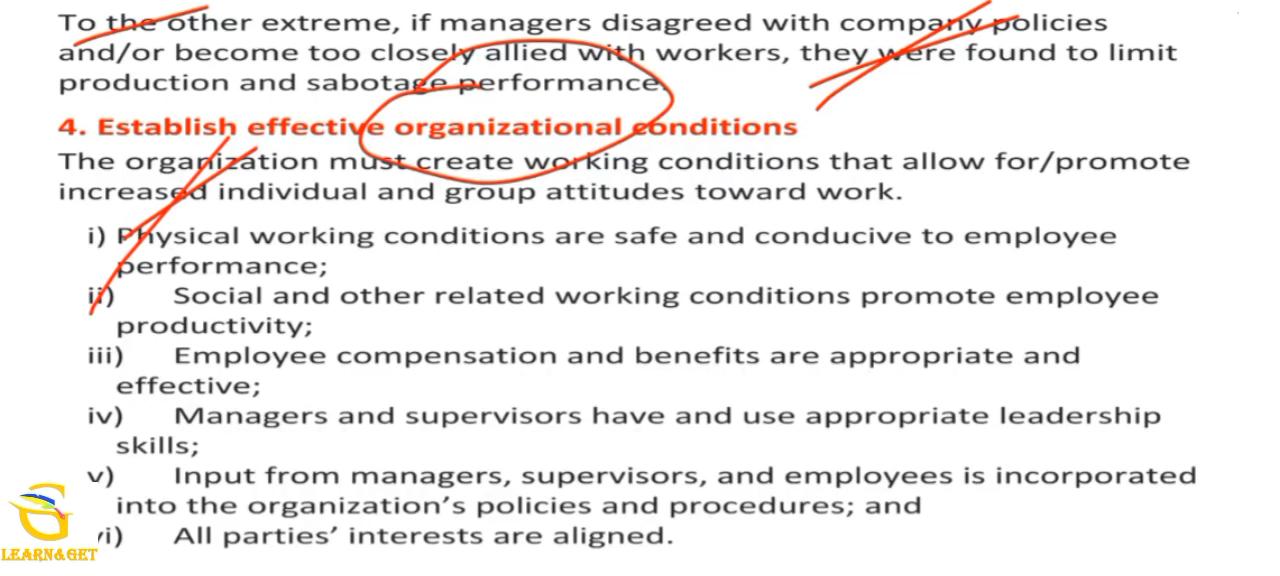 To the other extreme, if managers disagreed with company policies
and/or become too closely allied with workers, they were found to limit
production and sabotage performance.
4. Establish effective organizational conditions
The organization must create working conditions that allow for/promote
increased individual and group attitudes toward work.
i) Physical working conditions are safe and conducive to employee
performance;
ii) Social and other related working conditions promote employee
productivity;
iii) Employee compensation and benefits are appropriate and
effective;
iv) Managers and supervisors have and use appropriate leadership
skills;
v) Input from managers, supervisors, and employees is incorporated
into the organization's policies and procedures; and
vi) All parties' interests are aligned.
LEARN&GET